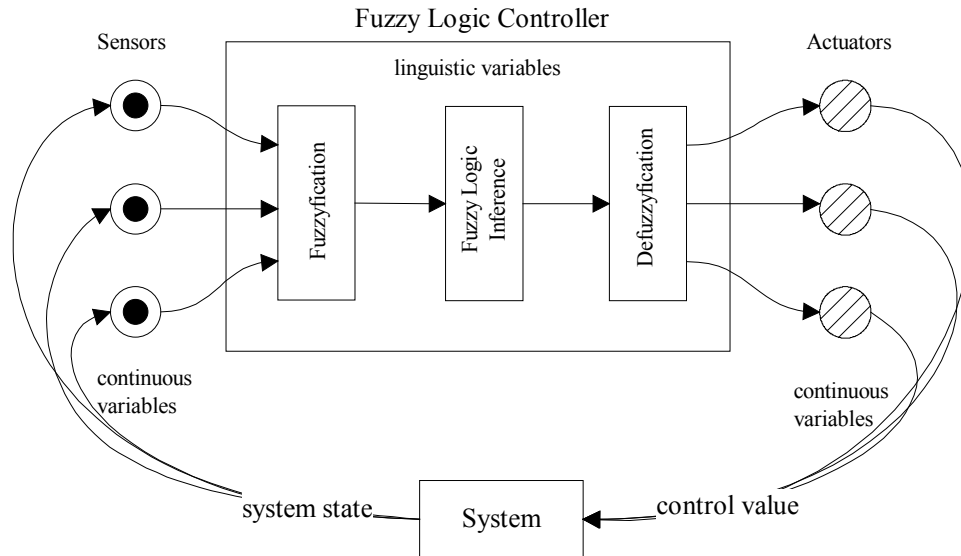 Fuzzy Logic Controller
Sensors
Actuators
linguistic variables
Fuzzyfication
Fuzzy Logic
Inference
Defuzzyfication
continuous
variables
continuous
variables
system state
System
control value